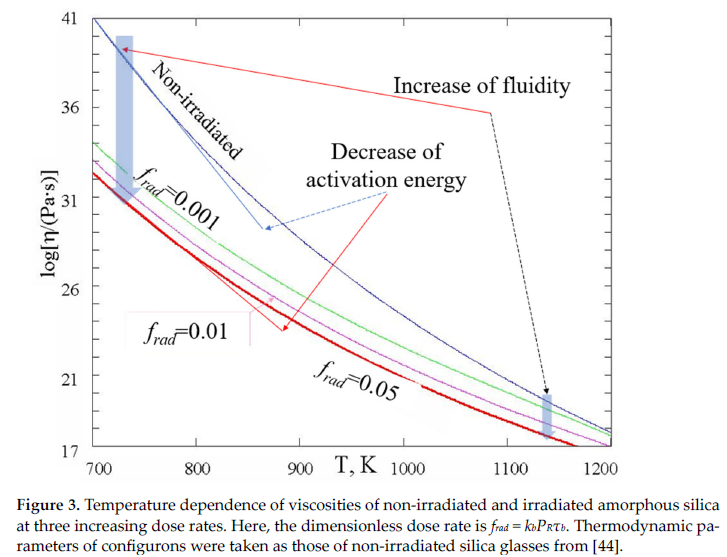 41
36
31
26
21
17
log[η/(Pa·s)]
Non-irradiated
Increase of fluidity
Decrease of
activation energy
frad=0.001
frad=0.01
frad=0.05
700
800
900
T, K
1000
1100
1200
Figure 3. Temperature dependence of viscosities of non-irradiated and irradiated amorphous silica
at three increasing dose rates. Here, the dimensionless dose rate is frad = kbPRτb. Thermodynamic pa-
rameters of configurons were taken as those of non-irradiated silica glasses from [44].